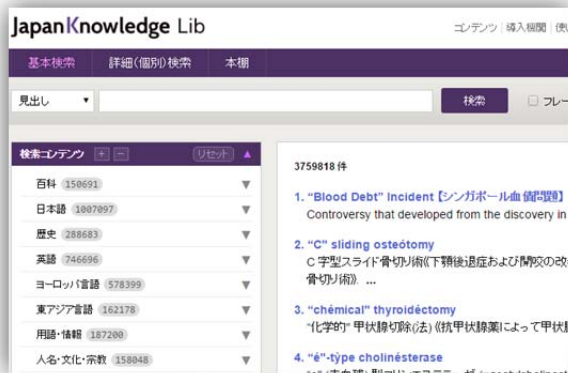 JapanKnowledge Lib
コンテンツ | 導入機関 | 使
基本検索 詳細(個別)検索 本棚
見出し ▼ 検索 フレー
検索コンテンツ + - リセット ▲
百科 150691 ▼
日本語 1007097 ▼
歴史 288683 ▼
英語 746696 ▼
ヨーロッパ言語 578399 ▼
東アジア言語 162178 ▼
用語・情報 187200 ▼
人名・文化・宗教 158048 ▼
3759818 件
1. “Blood Debt” Incident【シンガポール血債問題】
Controversy that developed from the discovery in
2. “C” sliding osteótomy
C 字型スライド骨切り術《下顎後退症および開咬の改
骨切り術》. ...
3. “chémical” thyroidéctomy
“化学的” 甲状腺切除(法)《抗甲状腺薬によって甲状腺
4. “é”-týpe cholinésterase